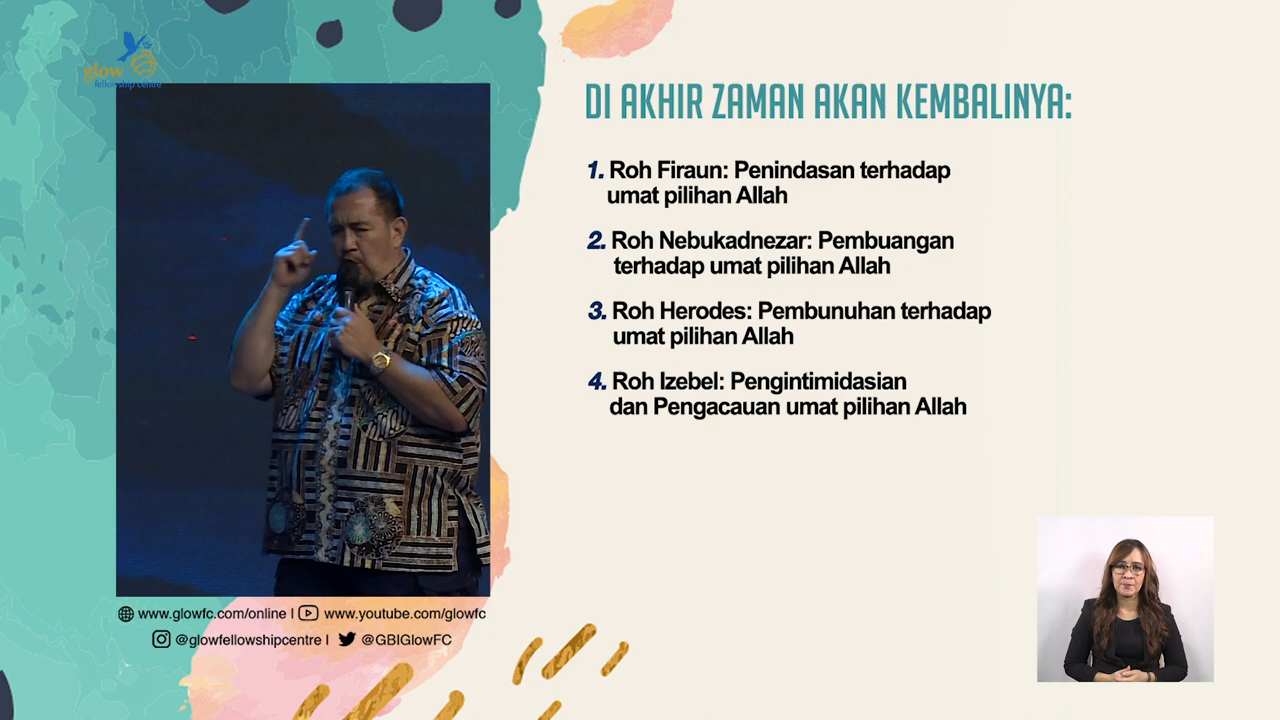 glow
fellowship centre
DI AKHIR ZAMAN AKAN KEMBALINYA:
1. Roh Firaun: Penindasan terhadap
umat pilihan Allah
2. Roh Nebukadnezar: Pembuangan
terhadap umat pilihan Allah
3. Roh Herodes: Pembunuhan terhadap
umat pilihan Allah
4. Roh Izebel: Pengintimidasian
dan Pengacauan umat pilihan Allah
www.glowfc.com/online | www.youtube.com/glowfc
@glowfellowshipcentre | @GBIGlowFC